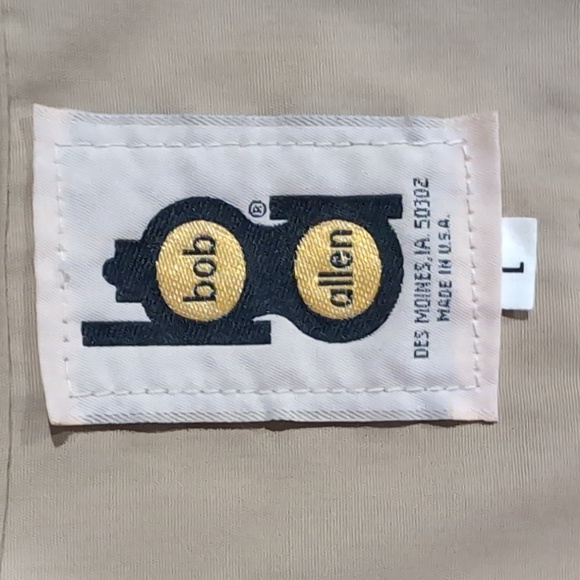 bob
allen
®
DES MOINES, IA. 50302
MADE IN U.S.A.
L